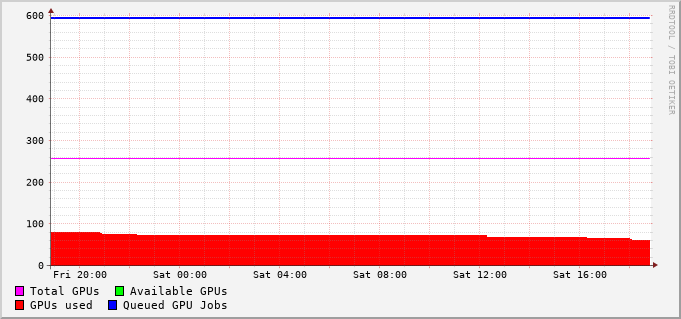 600
500
400
300
200
100
0
Fri 20:00 Sat 00:00 Sat 04:00 Sat 08:00 Sat 12:00 Sat 16:00
Total GPUs Available GPUs
GPUs used Queued GPU Jobs
RRDTOOL / TOBI OETIKER